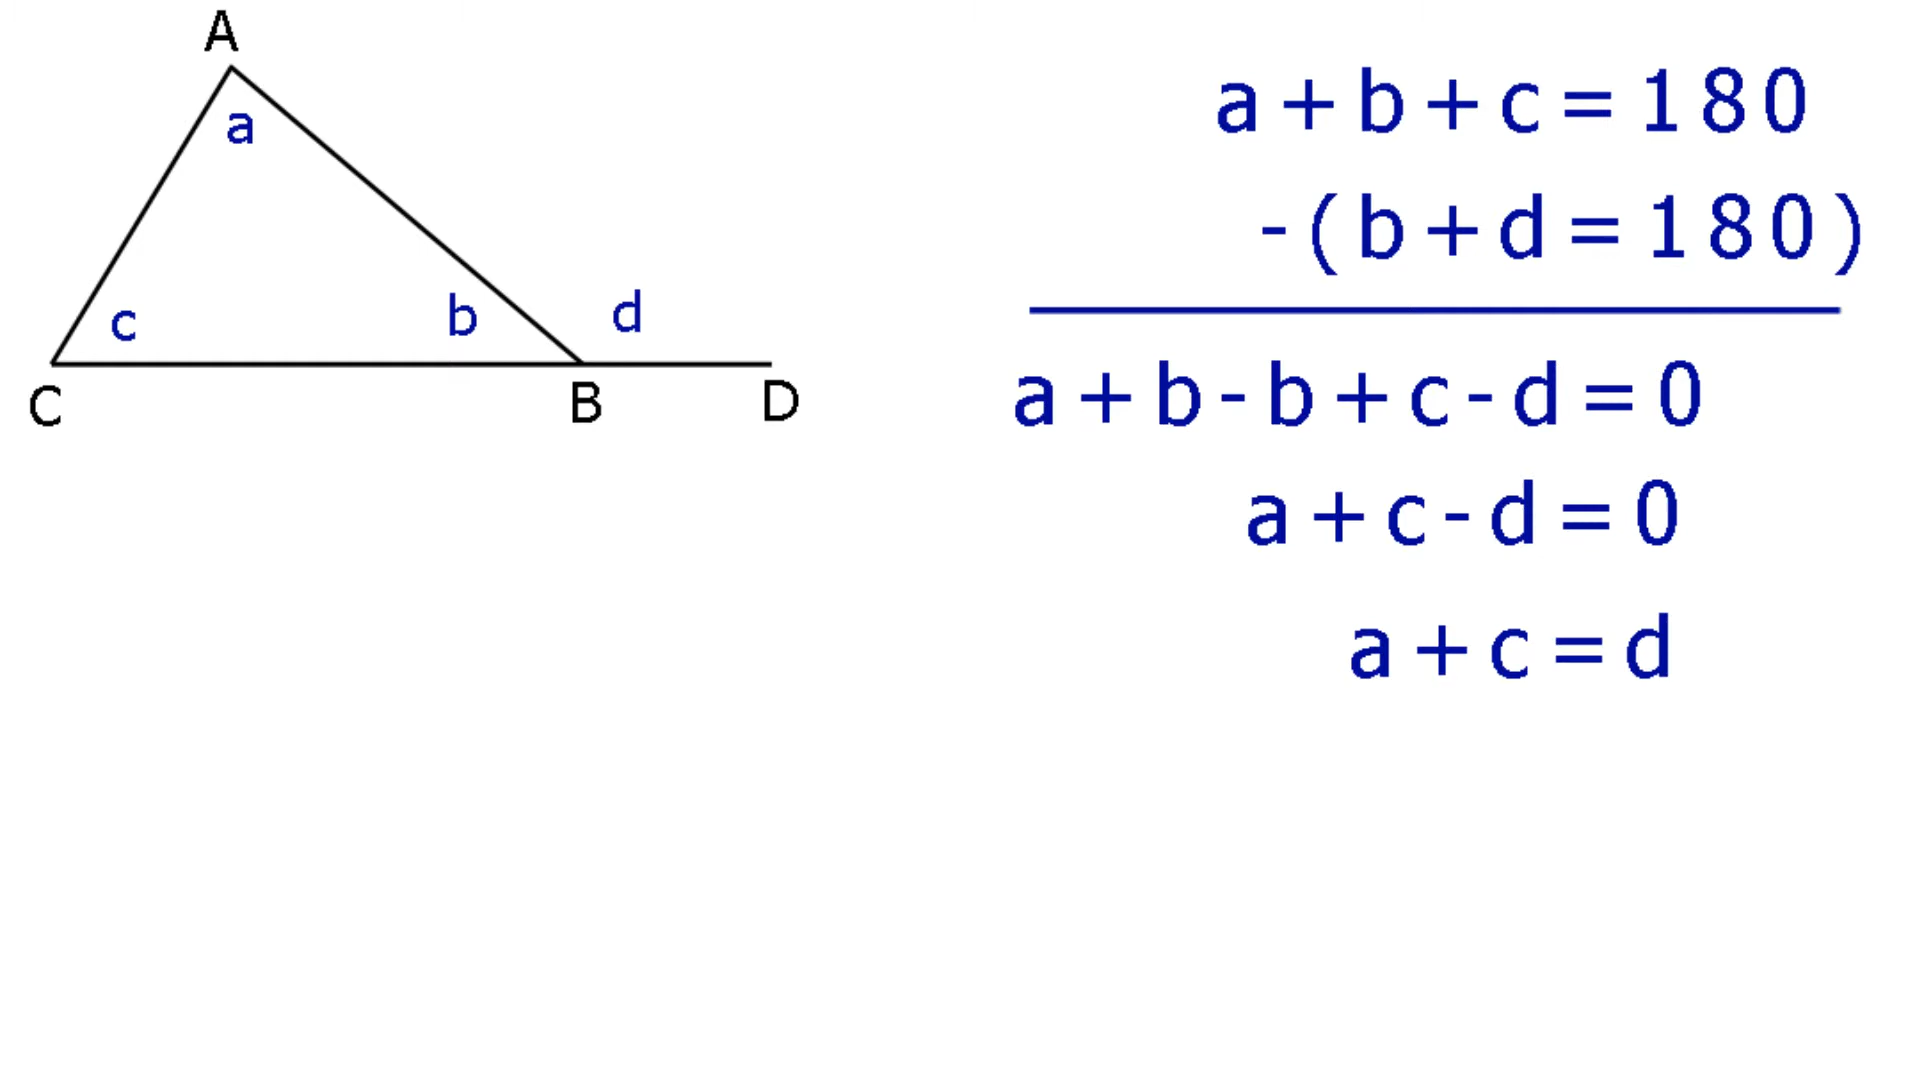 A
a
c
b
d
C
B
D
a+b+c=180
-(b+d=180)
a+b-b+c-d=0
a+c-d=0
a+c=d